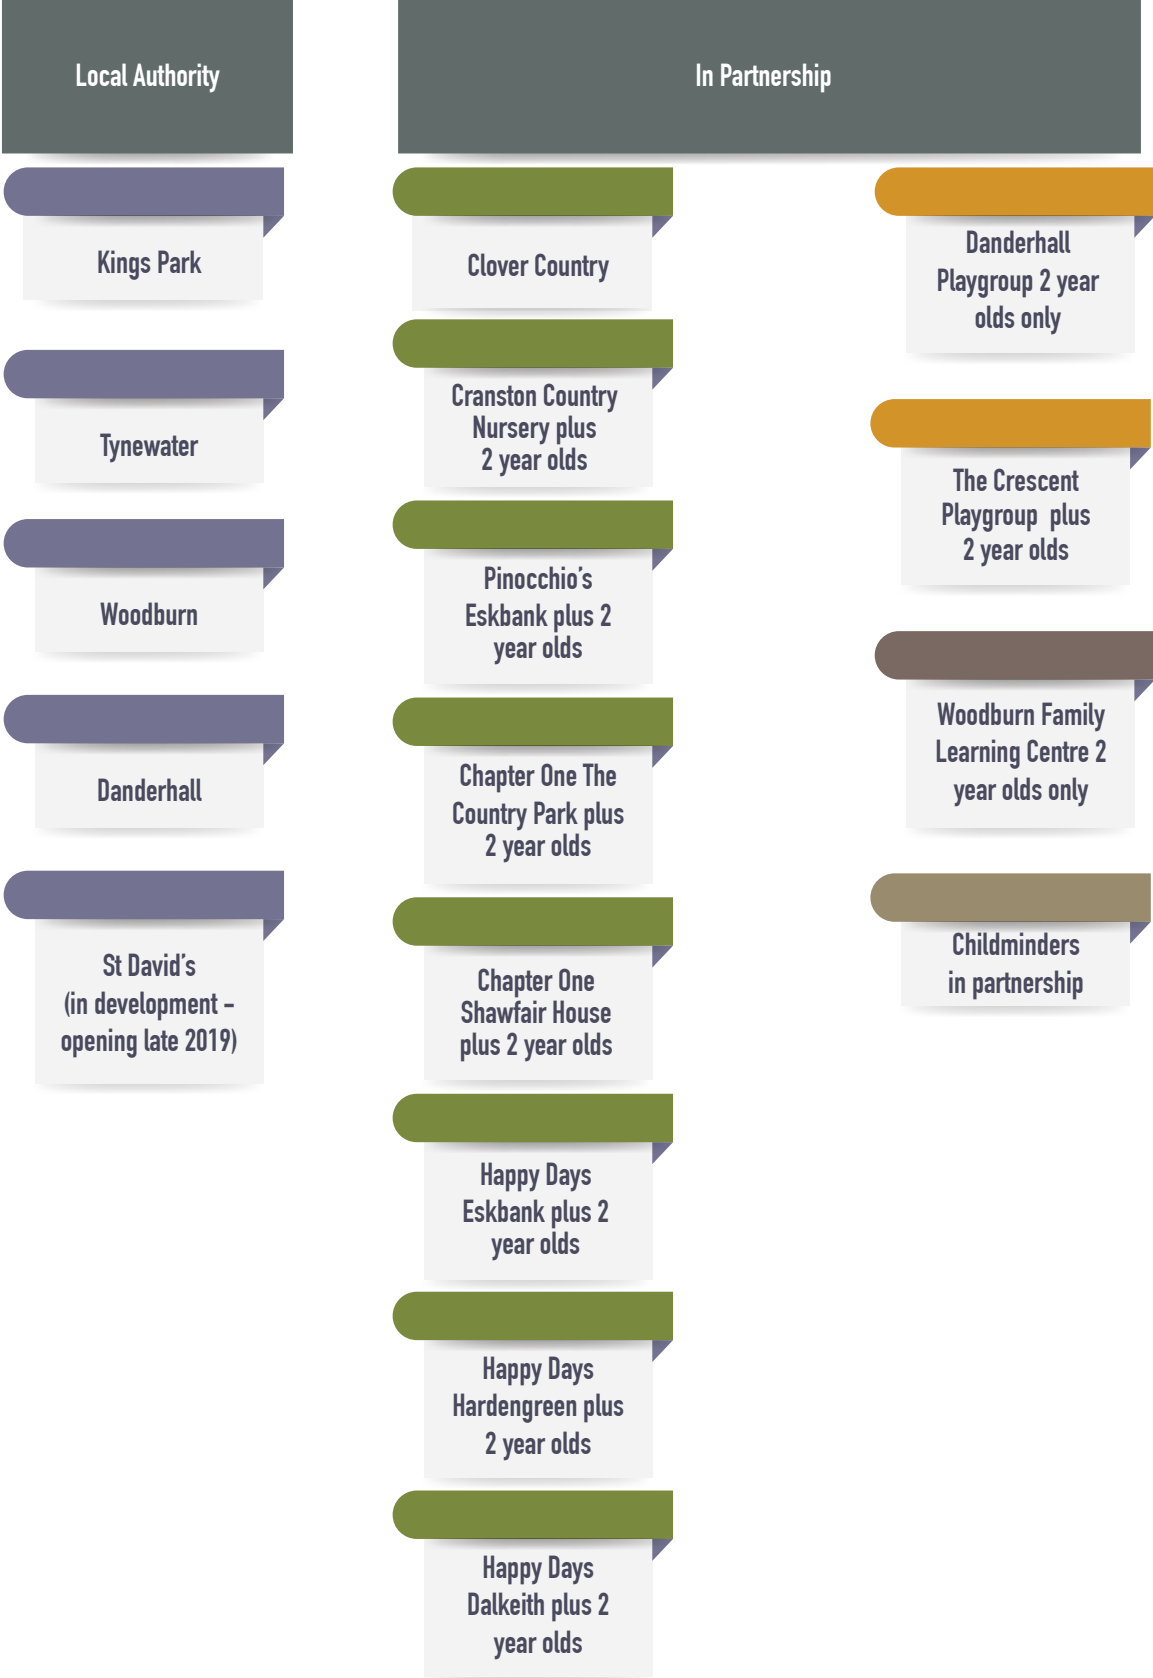 Local Authority
In Partnership
Kings Park
Tynewater
Woodburn
Danderhall
St David’s
(in development –
opening late 2019)
Clover Country
Cranston Country
Nursery plus
2 year olds
Pinocchio’s
Eskbank plus 2
year olds
Chapter One The
Country Park plus
2 year olds
Chapter One
Shawfair House
plus 2 year olds
Happy Days
Eskbank plus 2
year olds
Happy Days
Hardengreen plus
2 year olds
Happy Days
Dalkeith plus 2
year olds
Danderhall
Playgroup 2 year
olds only
The Crescent
Playgroup plus
2 year olds
Woodburn Family
Learning Centre 2
year olds only
Childminders
in partnership